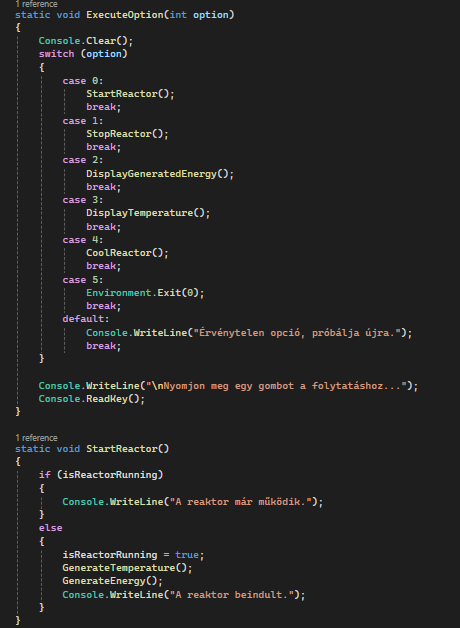 1 reference
static void ExecuteOption(int option)
{
    Console.Clear();
    switch (option)
    {
        case 0:
            StartReactor();
            break;
        case 1:
            StopReactor();
            break;
        case 2:
            DisplayGeneratedEnergy();
            break;
        case 3:
            DisplayTemperature();
            break;
        case 4:
            CoolReactor();
            break;
        case 5:
            Environment.Exit(0);
            break;
        default:
            Console.WriteLine("Érvénytelen opció, próbálja újra.");
            break;
    }

    Console.WriteLine("\nNyomjon meg egy gombot a folytatáshoz...");
    Console.ReadKey();
}

1 reference
static void StartReactor()
{
    if (isReactorRunning)
    {
        Console.WriteLine("A reaktor már működik.");
    }
    else
    {
        isReactorRunning = true;
        GenerateTemperature();
        GenerateEnergy();
        Console.WriteLine("A reaktor beindult.");
    }
}